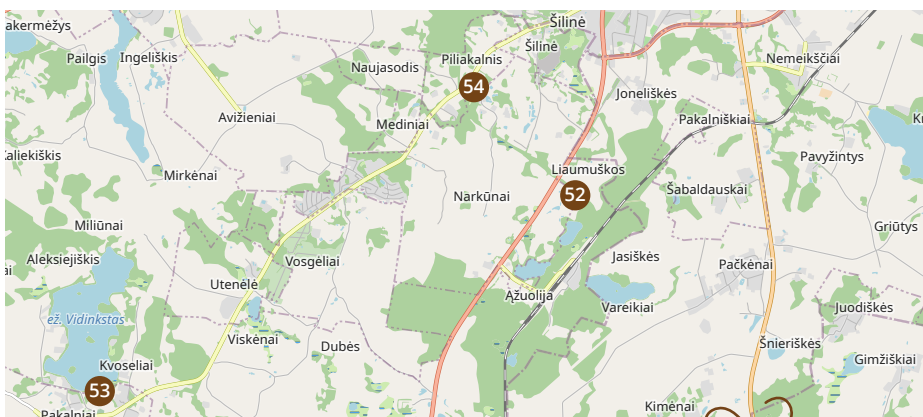 akermėžys
Šilinė
Pailgis
Ingeliškis
Naujasodis
Piliakalnis
Šilinė
Nemeikščiai
54
Joneliškės
Avižieniai
Mediniai
Pakalniškiai
Kaliekiškis
Pavyžintys
Mirkėnai
Liaumuškos
52
Narkūnai
Šabaldauskai
Miliūnai
Griūtys
Aleksiejiškis
Vosgėliai
Jasiškės
Pačkėnai
Utenėlė
Ąžuolija
Vareikiai
Juodiškės
ež. Vidinkstas
Viskėnai
Dubės
Šnieriškės
Gimžiškiai
Kvoseliai
53
Kimėnai
Pakalniai